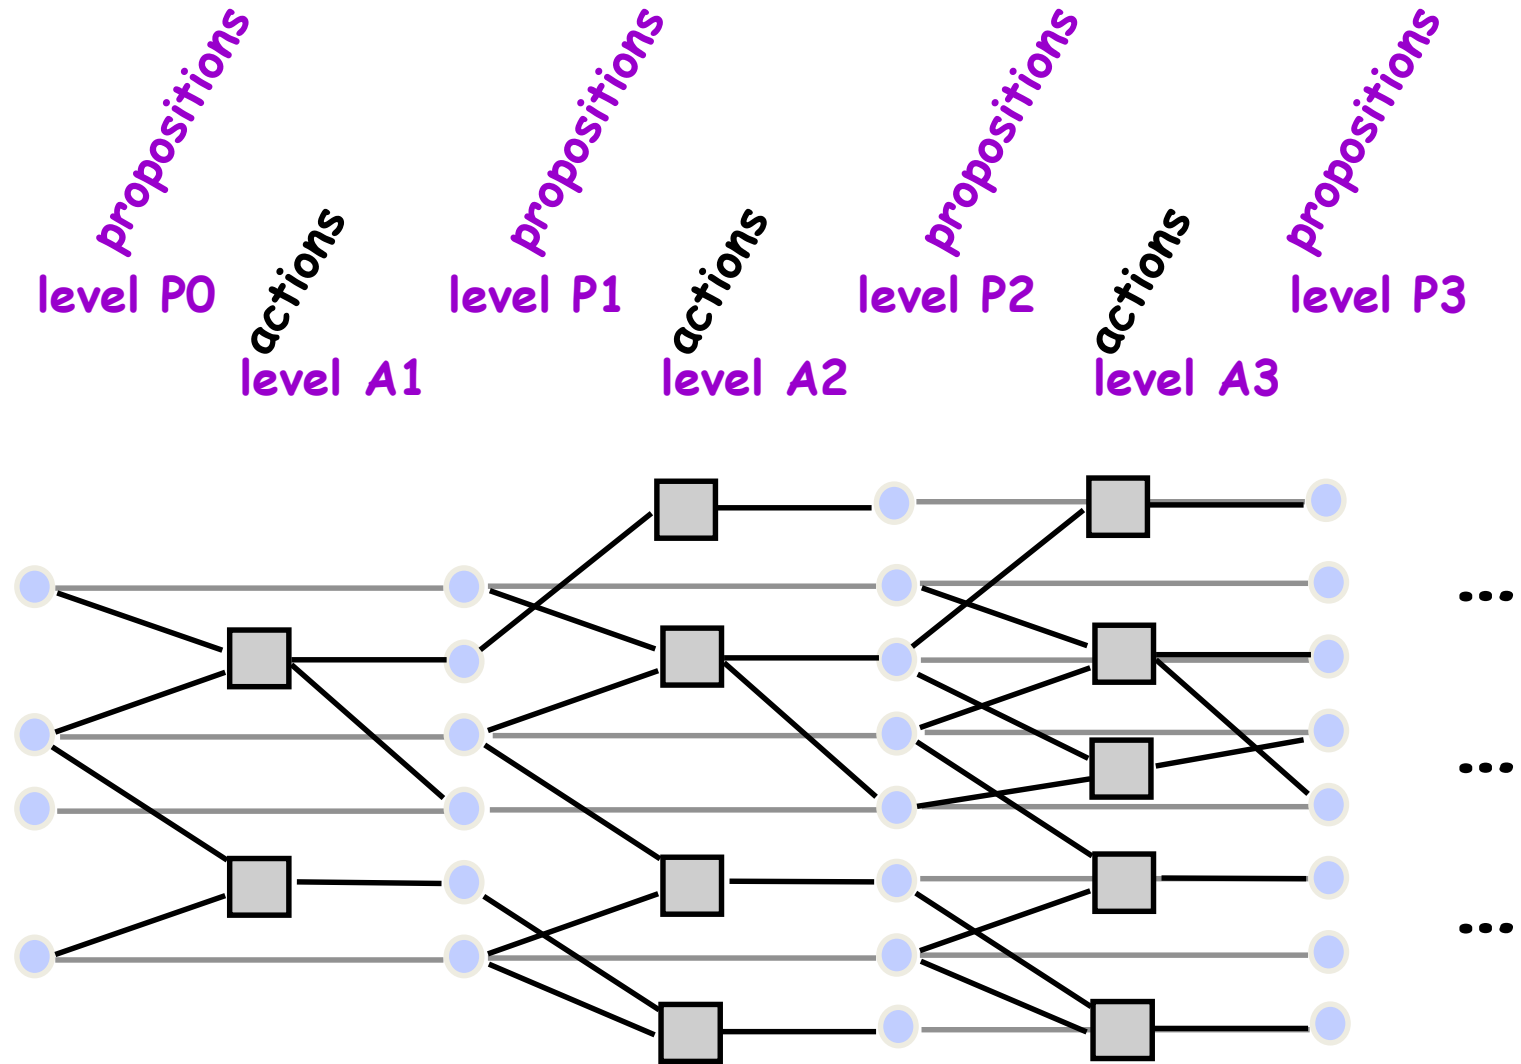 propositions
propositions
propositions
propositions
actions
actions
actions
level P0
level P1
level P2
level P3
level A1
level A2
level A3
...
...
...